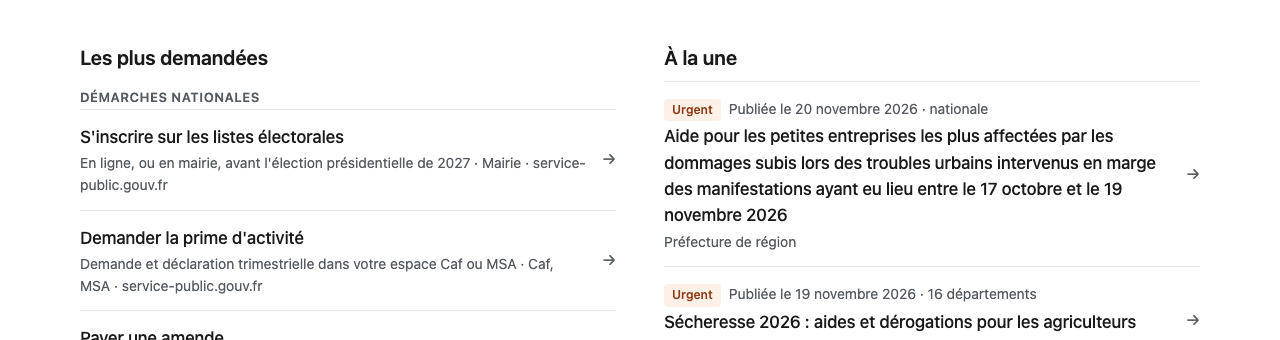 Les plus demandées
DÉMARCHES NATIONALES
S'inscrire sur les listes électorales
En ligne, ou en mairie, avant l'élection présidentielle de 2027 · Mairie · service-
public.gouv.fr
Demander la prime d'activité
Demande et déclaration trimestrielle dans votre espace Caf ou MSA · Caf,
MSA · service-public.gouv.fr
Payer une amende
À la une
Urgent Publiée le 20 novembre 2026 · nationale
Aide pour les petites entreprises les plus affectées par les
dommages subis lors des troubles urbains intervenus en marge
des manifestations ayant eu lieu entre le 17 octobre et le 19
novembre 2026
Préfecture de région
Urgent Publiée le 19 novembre 2026 · 16 départements
Sécheresse 2026 : aides et dérogations pour les agriculteurs